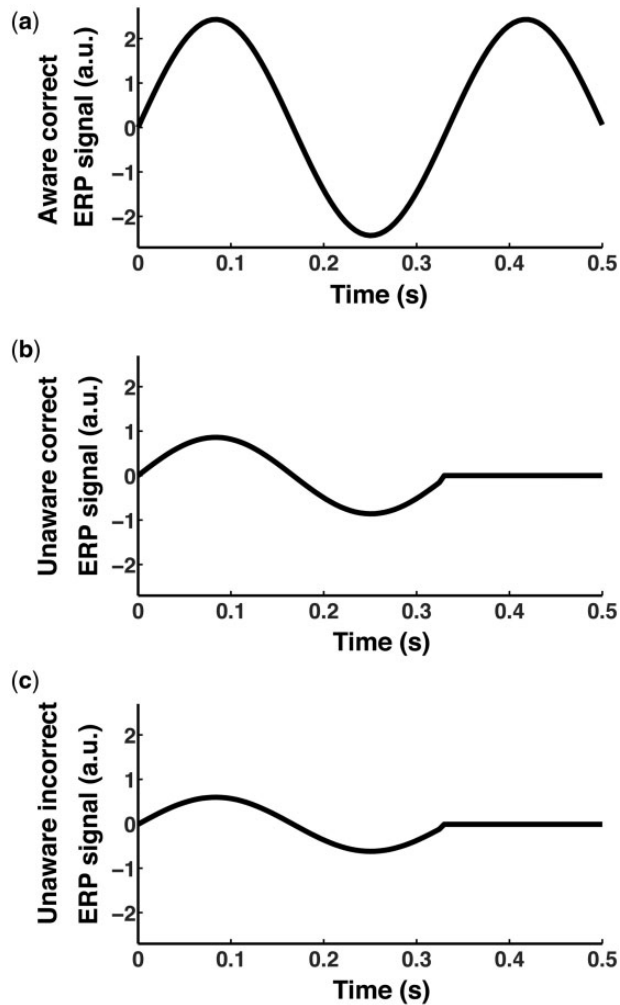 (a)
Aware correct
ERP signal (a.u.)
2
1
0
−1
−2
0 0.1 0.2 0.3 0.4 0.5
Time (s)
(b)
Unaware correct
ERP signal (a.u.)
2
1
0
−1
−2
0 0.1 0.2 0.3 0.4 0.5
Time (s)
(c)
Unaware incorrect
ERP signal (a.u.)
2
1
0
−1
−2
0 0.1 0.2 0.3 0.4 0.5
Time (s)